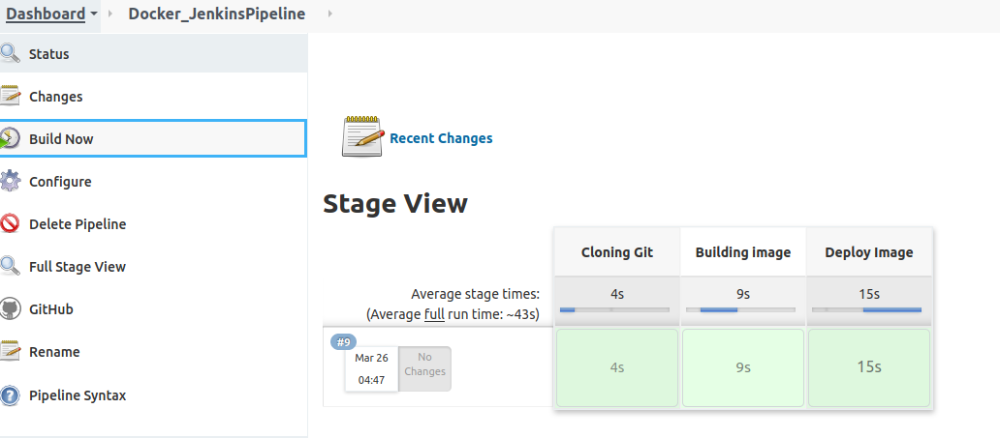 Dashboard Docker_JenkinsPipeline
Status
Changes
Build Now
Configure
Delete Pipeline
Full Stage View
GitHub
Rename
Pipeline Syntax
Recent Changes
Stage View
Cloning Git Building image Deploy Image
Average stage times: 4s 9s 15s
(Average full run time: ~43s)
#9
Mar 26 No
Changes
04:47
4s 9s 15s